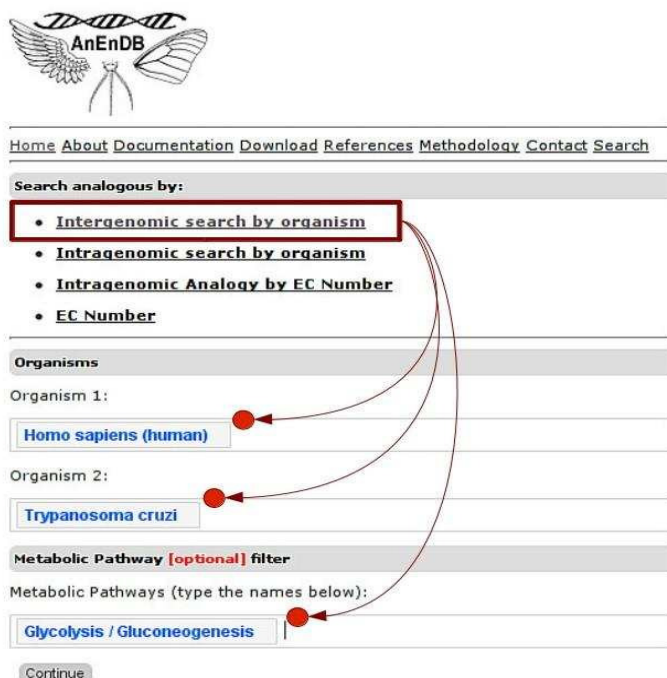 AnEnDB
Home About Documentation Download References Methodology Contact Search
Search analogous by:
• Intergenomic search by organism
• Intragenomic search by organism
• Intragenomic Analogy by EC Number
• EC Number
Organisms
Organism 1:
Homo sapiens (human)
Organism 2:
Trypanosoma cruzi
Metabolic Pathway [optional] filter
Metabolic Pathways (type the names below):
Glycolysis / Gluconeogenesis
Continue